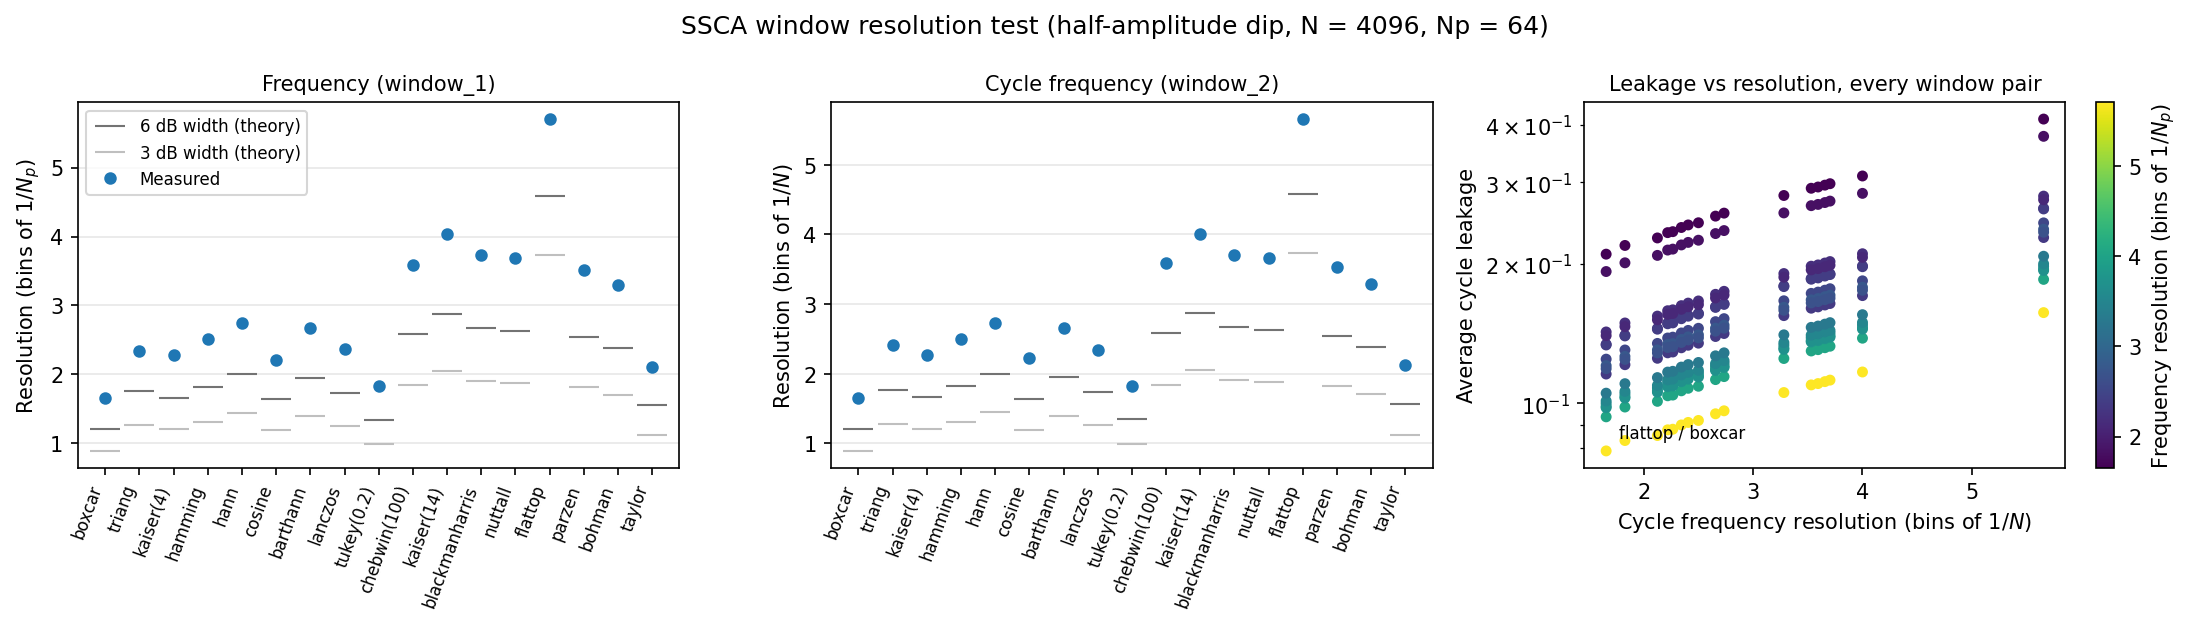 SSCA window resolution test (half-amplitude dip, N = 4096, Np = 64)
Frequency (window_1)
6 dB width (theory)
3 dB width (theory)
Measured
Resolution (bins of 1/N_p)
5
4
3
2
1
boxcar
triang
kaiser(4)
hamming
hann
cosine
barthann
lanczos
tukey(0.2)
chebwin(100)
kaiser(14)
blackmanharris
nuttall
flattop
parzen
bohman
taylor
Cycle frequency (window_2)
Resolution (bins of 1/N)
5
4
3
2
1
boxcar
triang
kaiser(4)
hamming
hann
cosine
barthann
lanczos
tukey(0.2)
chebwin(100)
kaiser(14)
blackmanharris
nuttall
flattop
parzen
bohman
taylor
Leakage vs resolution, every window pair
Average cycle leakage
4 × 10⁻¹
3 × 10⁻¹
2 × 10⁻¹
10⁻¹
flattop / boxcar
2
3
4
5
Cycle frequency resolution (bins of 1/N)
5
4
3
2
Frequency resolution (bins of 1/N_p)